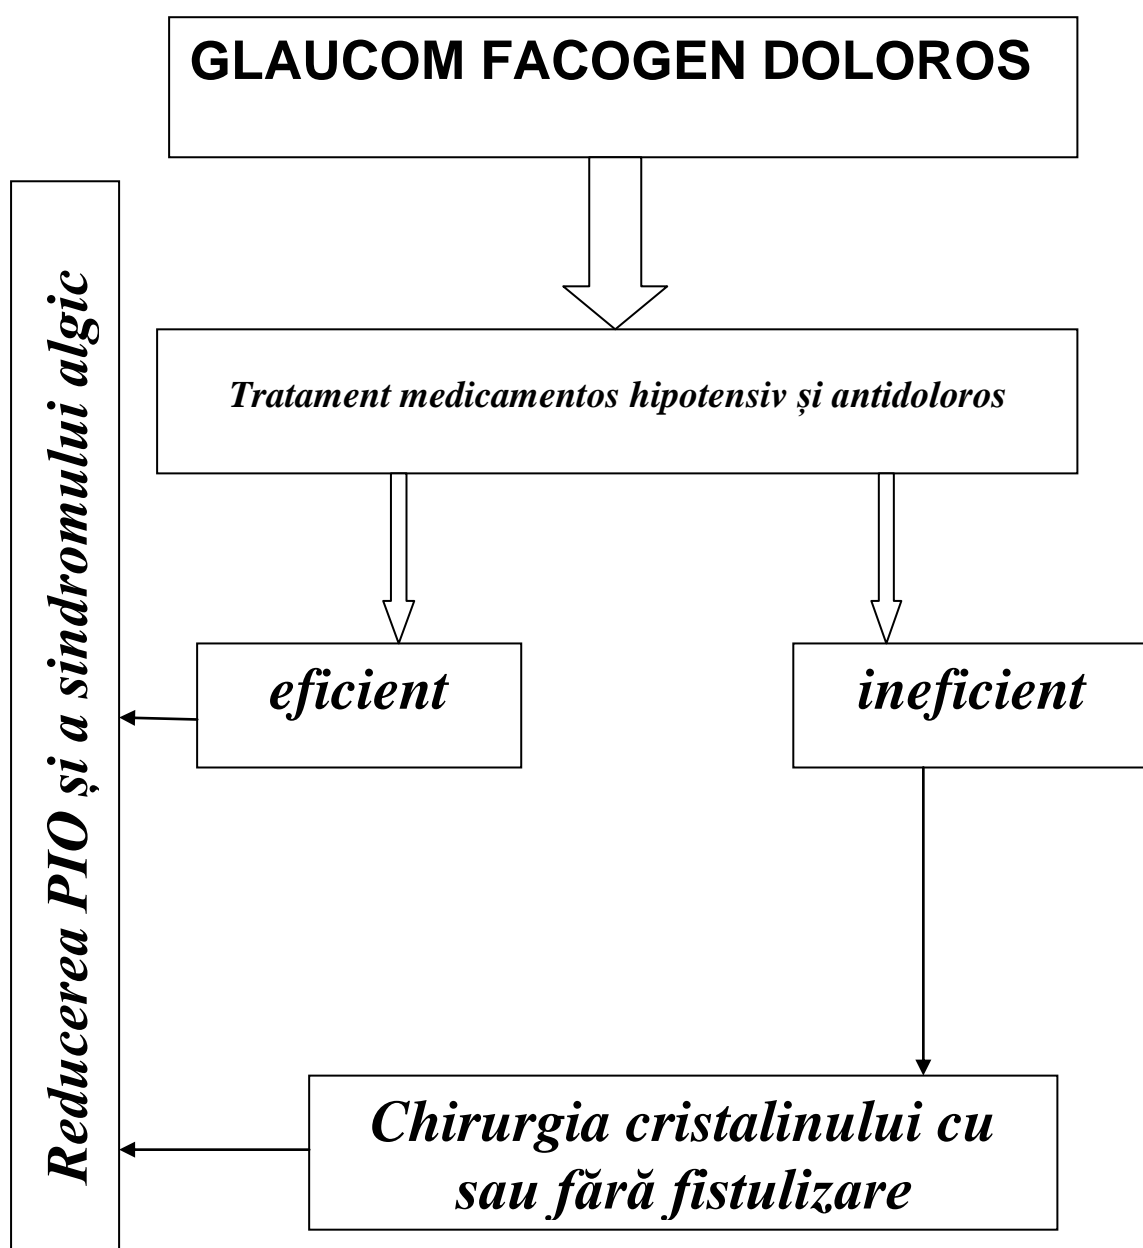 GLAUCOM FACOGEN DOLOROS
Reducerea PIO și a sindromului algic
Tratament medicamentos hipotensiv și antidoloros
eficient
ineficient
Chirurgia cristalinului cu
sau fără fistulizare